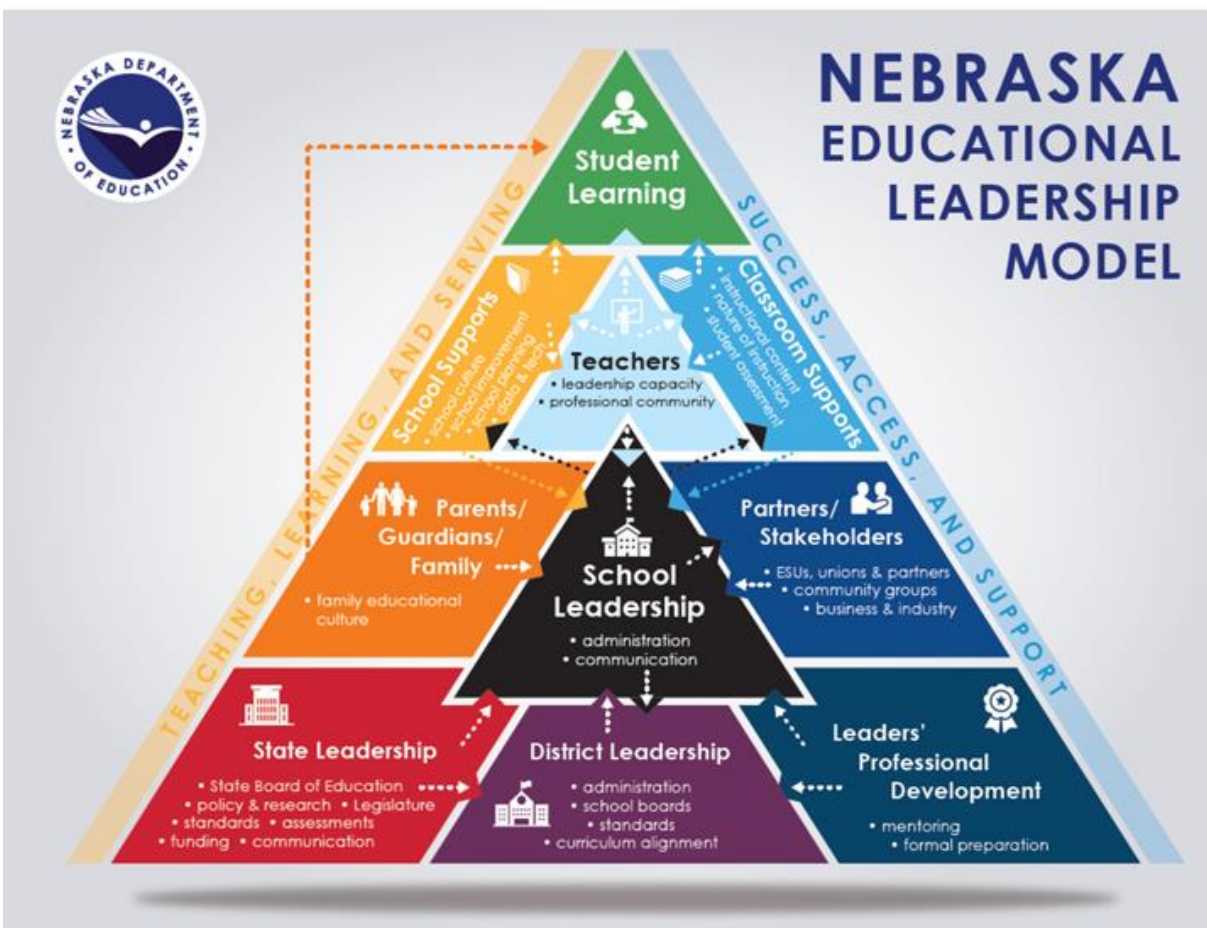 NEBRASKA DEPARTMENT
OF EDUCATION
NEBRASKA
EDUCATIONAL
LEADERSHIP
MODEL
TEACHING, LEARNING, AND SERVING
SUCCESS, ACCESS, AND SUPPORT
Student
Learning
School Supports
• school culture
• school improvement
• school planning
• data & tech
Teachers
• leadership capacity
• professional community
Classroom Supports
• instructional content
• nature of instruction
• student assessment
Parents/
Guardians/
Family
• family educational
culture
School
Leadership
• administration
• communication
Partners/
Stakeholders
• ESUs, unions & partners
• community groups
• business & industry
State Leadership
• State Board of Education
• policy & research • Legislature
• standards • assessments
• funding • communication
District Leadership
• administration
• school boards
• standards
• curriculum alignment
Leaders'
Professional
Development
• mentoring
• formal preparation